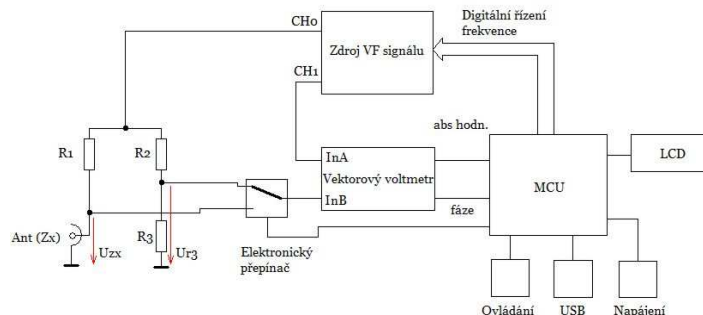 CH0
Zdroj VF signálu
Digitální řízení
frekvence
CH1
abs hodn.
R1
R2
InA
Vektorový voltmetr
InB
MCU
LCD
fáze
Ant (Zx)
Uzx
R3
Ur3
Elektronický
přepínač
Ovládání
USB
Napájení